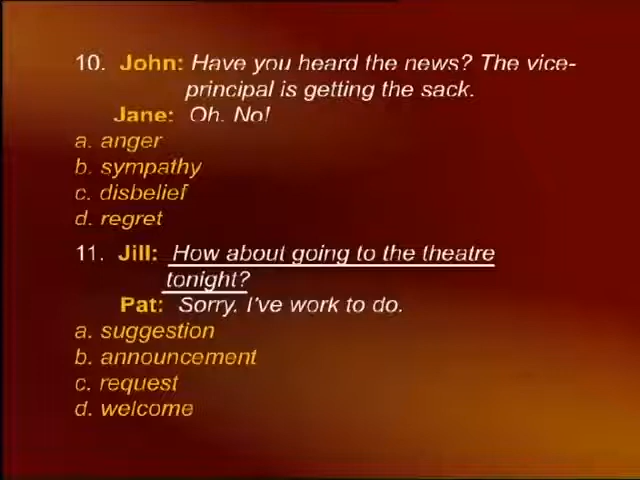 10. John: Have you heard the news? The vice-
principal is getting the sack.
Jane: Oh. No!
a. anger
b. sympathy
c. disbelief
d. regret
11. Jill: How about going to the theatre
tonight?
Pat: Sorry. I've work to do.
a. suggestion
b. announcement
c. request
d. welcome